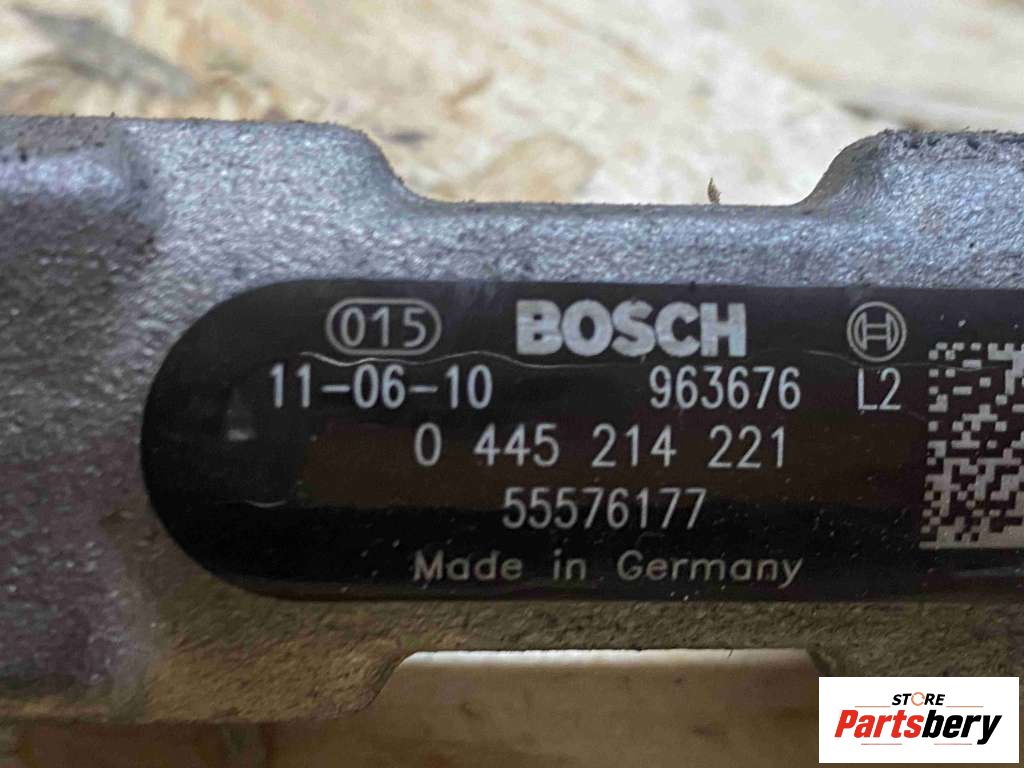 015 BOSCH
11-06-10 963676 L2
0 445 214 221
55576177
Made in Germany
STORE
Partsbery